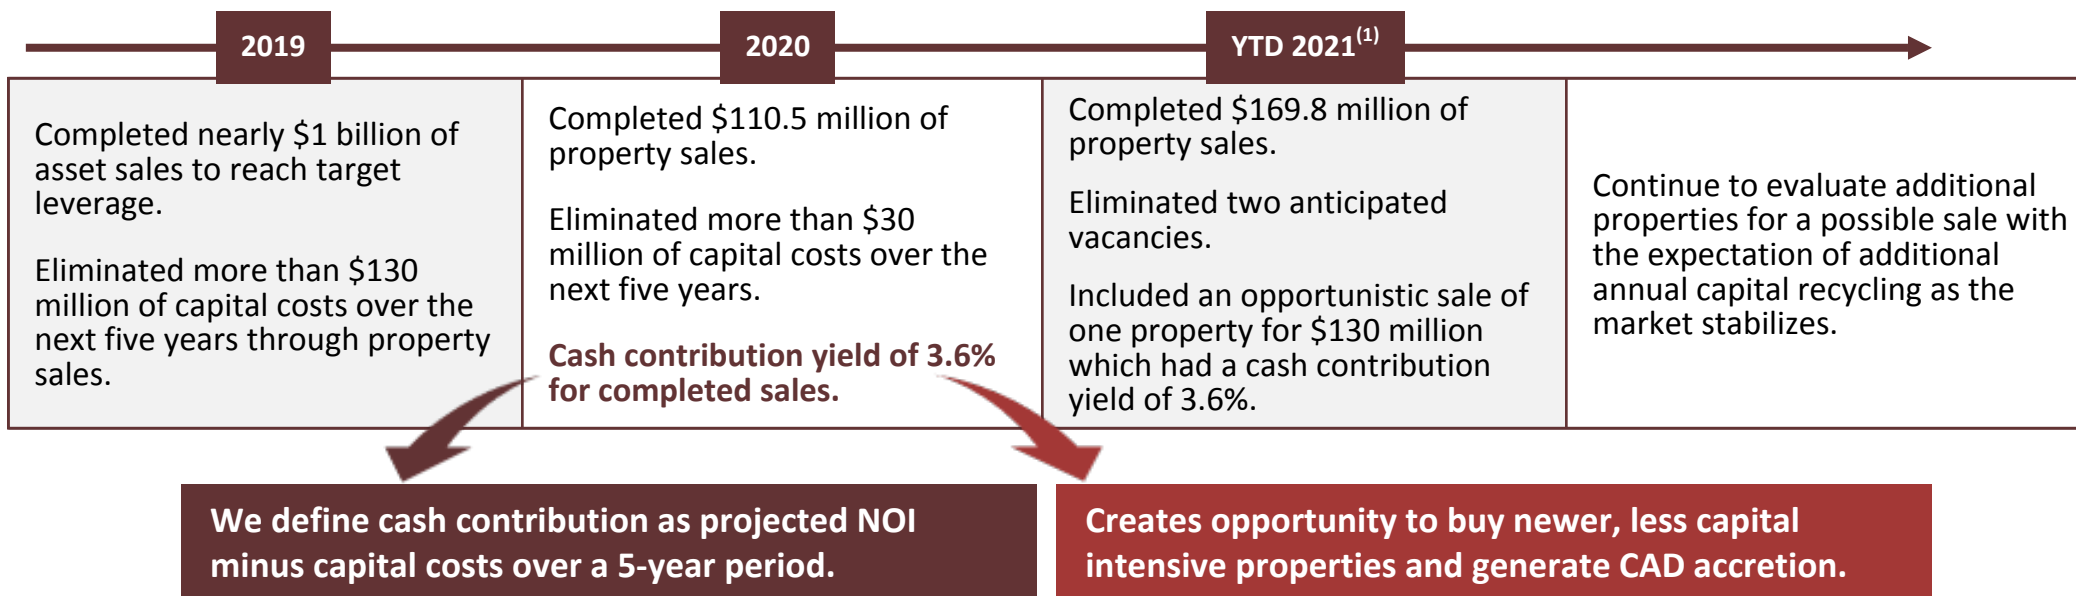 2019
2020
YTD 2021(1)
Completed nearly $1 billion of
asset sales to reach target
leverage.
Eliminated more than $130
million of capital costs over the
next five years through property
sales.
Completed $110.5 million of
property sales.
Eliminated more than $30
million of capital costs over the
next five years.
Cash contribution yield of 3.6%
for completed sales.
Completed $169.8 million of
property sales.
Eliminated two anticipated
vacancies.
Included an opportunistic sale of
one property for $130 million
which had a cash contribution
yield of 3.6%.
Continue to evaluate additional
properties for a possible sale with
the expectation of additional
annual capital recycling as the
market stabilizes.
We define cash contribution as projected NOI
minus capital costs over a 5-year period.
Creates opportunity to buy newer, less capital
intensive properties and generate CAD accretion.